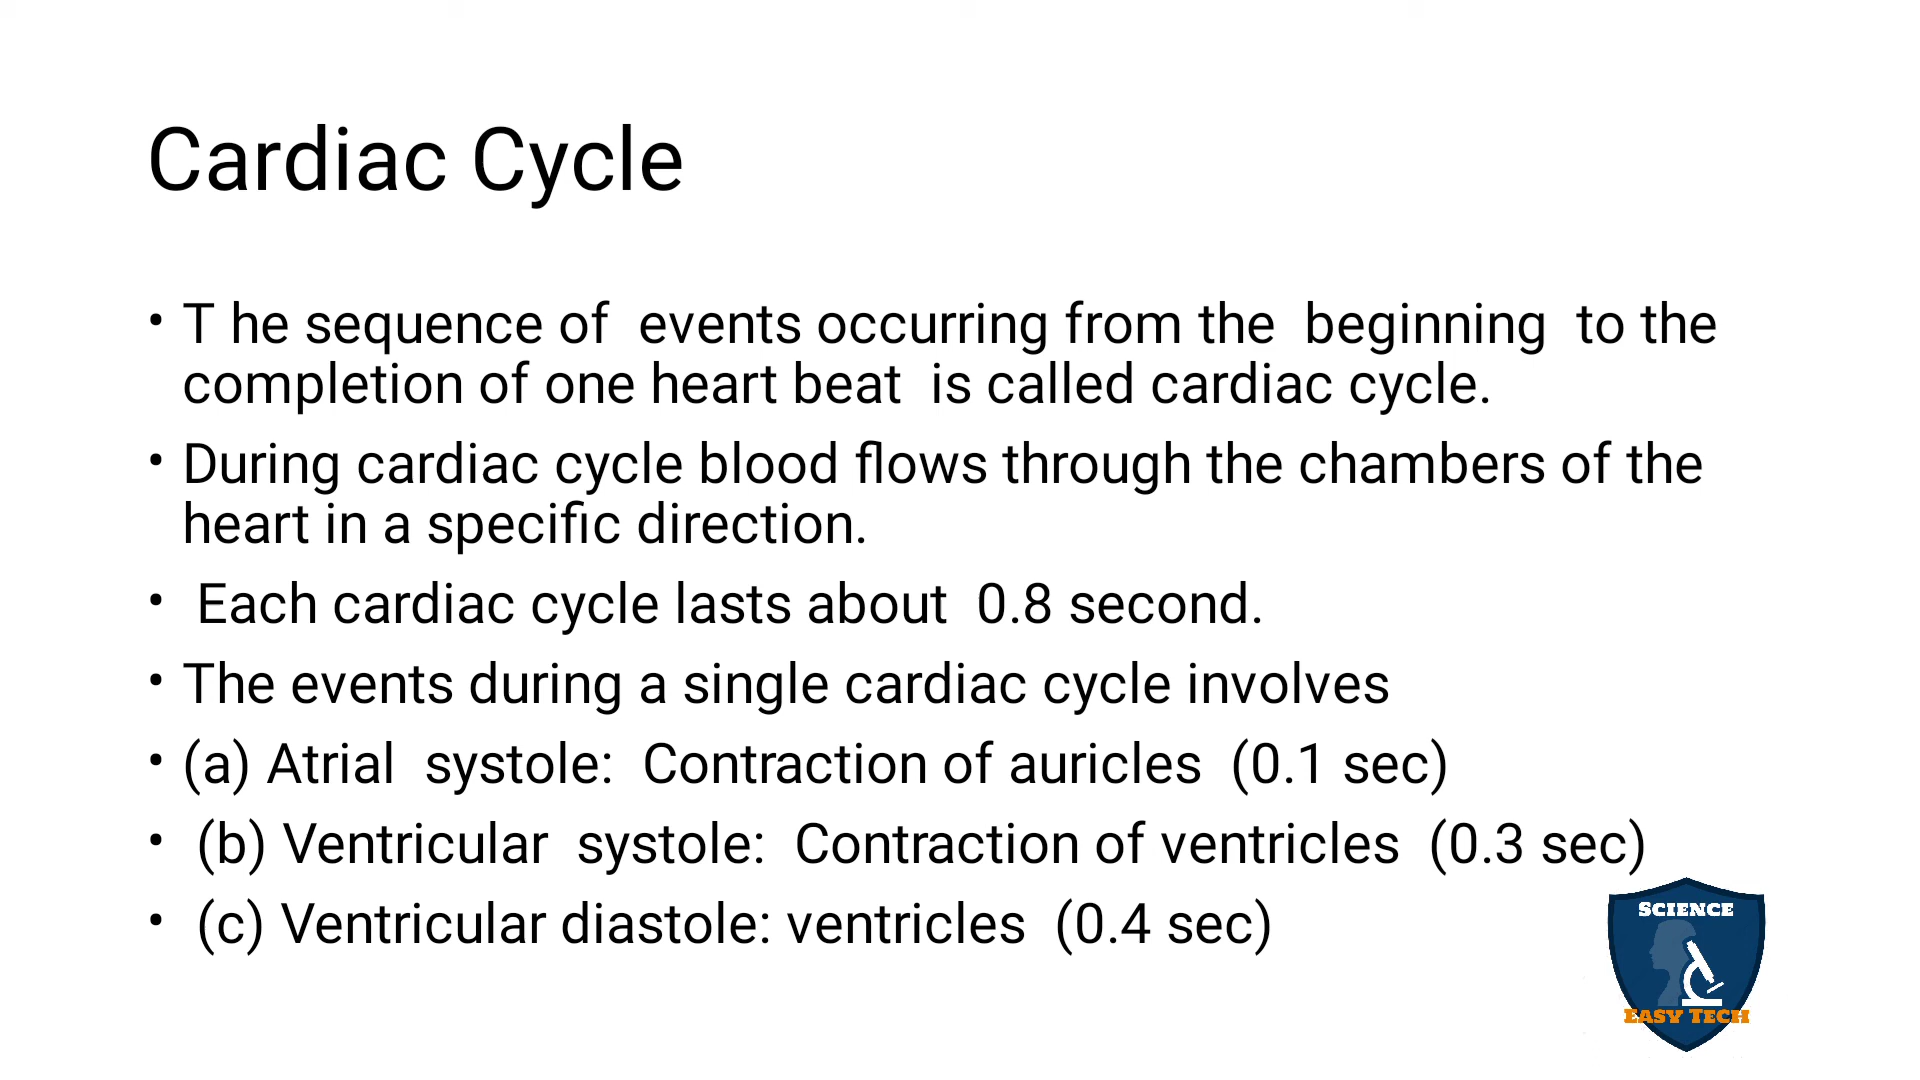 Cardiac Cycle
• T he sequence of  events occurring from the  beginning  to the
completion of one heart beat  is called cardiac cycle.
• During cardiac cycle blood flows through the chambers of the
heart in a specific direction.
•  Each cardiac cycle lasts about  0.8 second.
• The events during a single cardiac cycle involves
• (a) Atrial  systole:  Contraction of auricles  (0.1 sec)
•  (b) Ventricular  systole:  Contraction of ventricles  (0.3 sec)
•  (c) Ventricular diastole: ventricles  (0.4 sec)
SCIENCE
EASY TECH